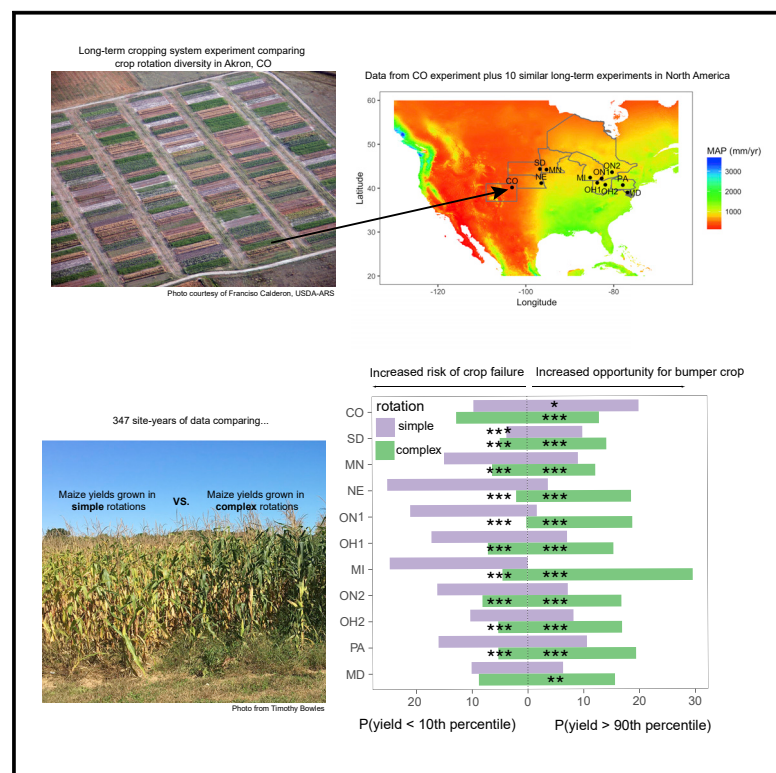 Long-term cropping system experiment comparing
crop rotation diversity in Akron, CO
Photo courtesy of Franciso Calderon, USDA-ARS
Data from CO experiment plus 10 similar long-term experiments in North America
60
50
40
30
20
Latitude
-120
-100
-80
Longitude
CO
SD
MN
NE
MI
ON1
ON2
OH1
OH2
PA
MD
MAP (mm/yr)
3000
2000
1000
347 site-years of data comparing...
Maize yields grown in
simple rotations
VS.
Maize yields grown in
complex rotations
Photo from Timothy Bowles
Increased risk of crop failure
Increased opportunity for bumper crop
rotation
simple
complex
CO
*
***
SD
***
*** ***
MN
*** ***
NE
*** ***
ON1
*** ***
OH1
*** ***
MI
*** ***
ON2
*** ***
OH2
*** ***
PA
*** ***
MD
**
20
10
0
10
20
30
P(yield < 10th percentile)
P(yield > 90th percentile)